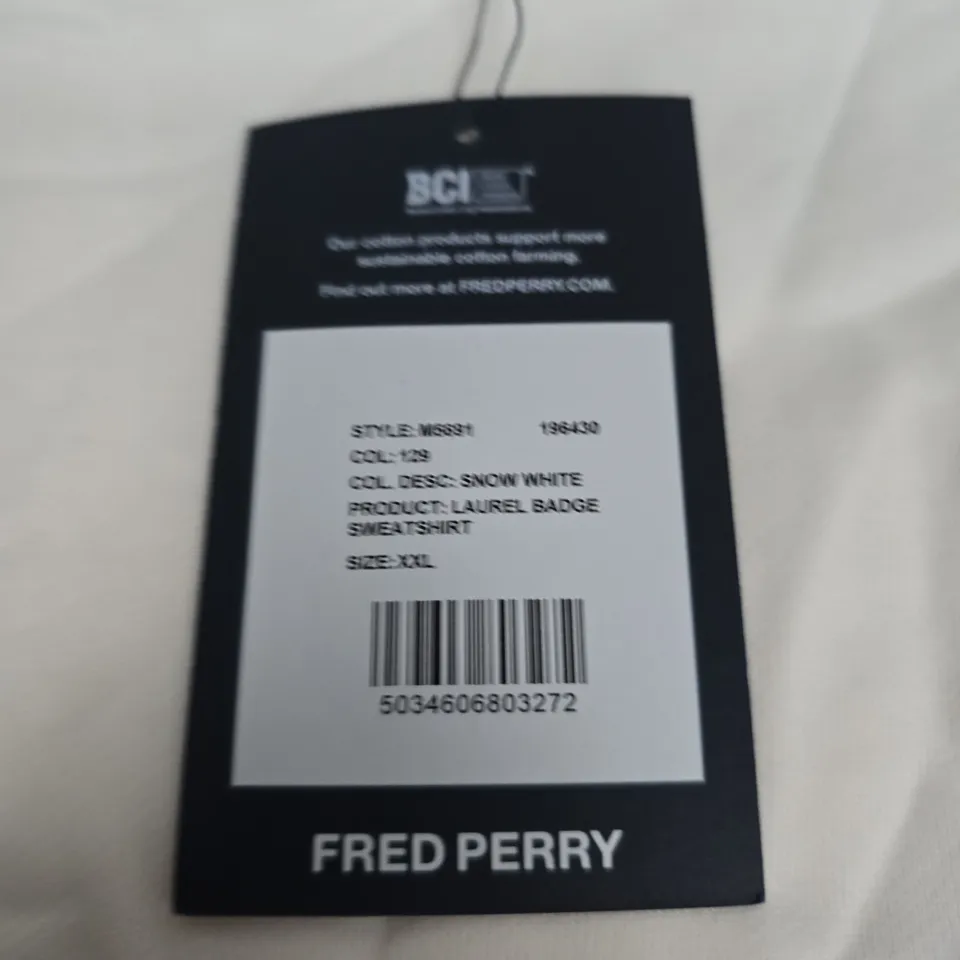 BCI
Our cotton products support more
sustainable cotton farming.
Find out more at FREDPERRY.COM.
STYLE: M5691 196430
COL: 129
COL. DESC: SNOW WHITE
PRODUCT: LAUREL BADGE
SWEATSHIRT
SIZE: XXL
5034606803272
FRED PERRY